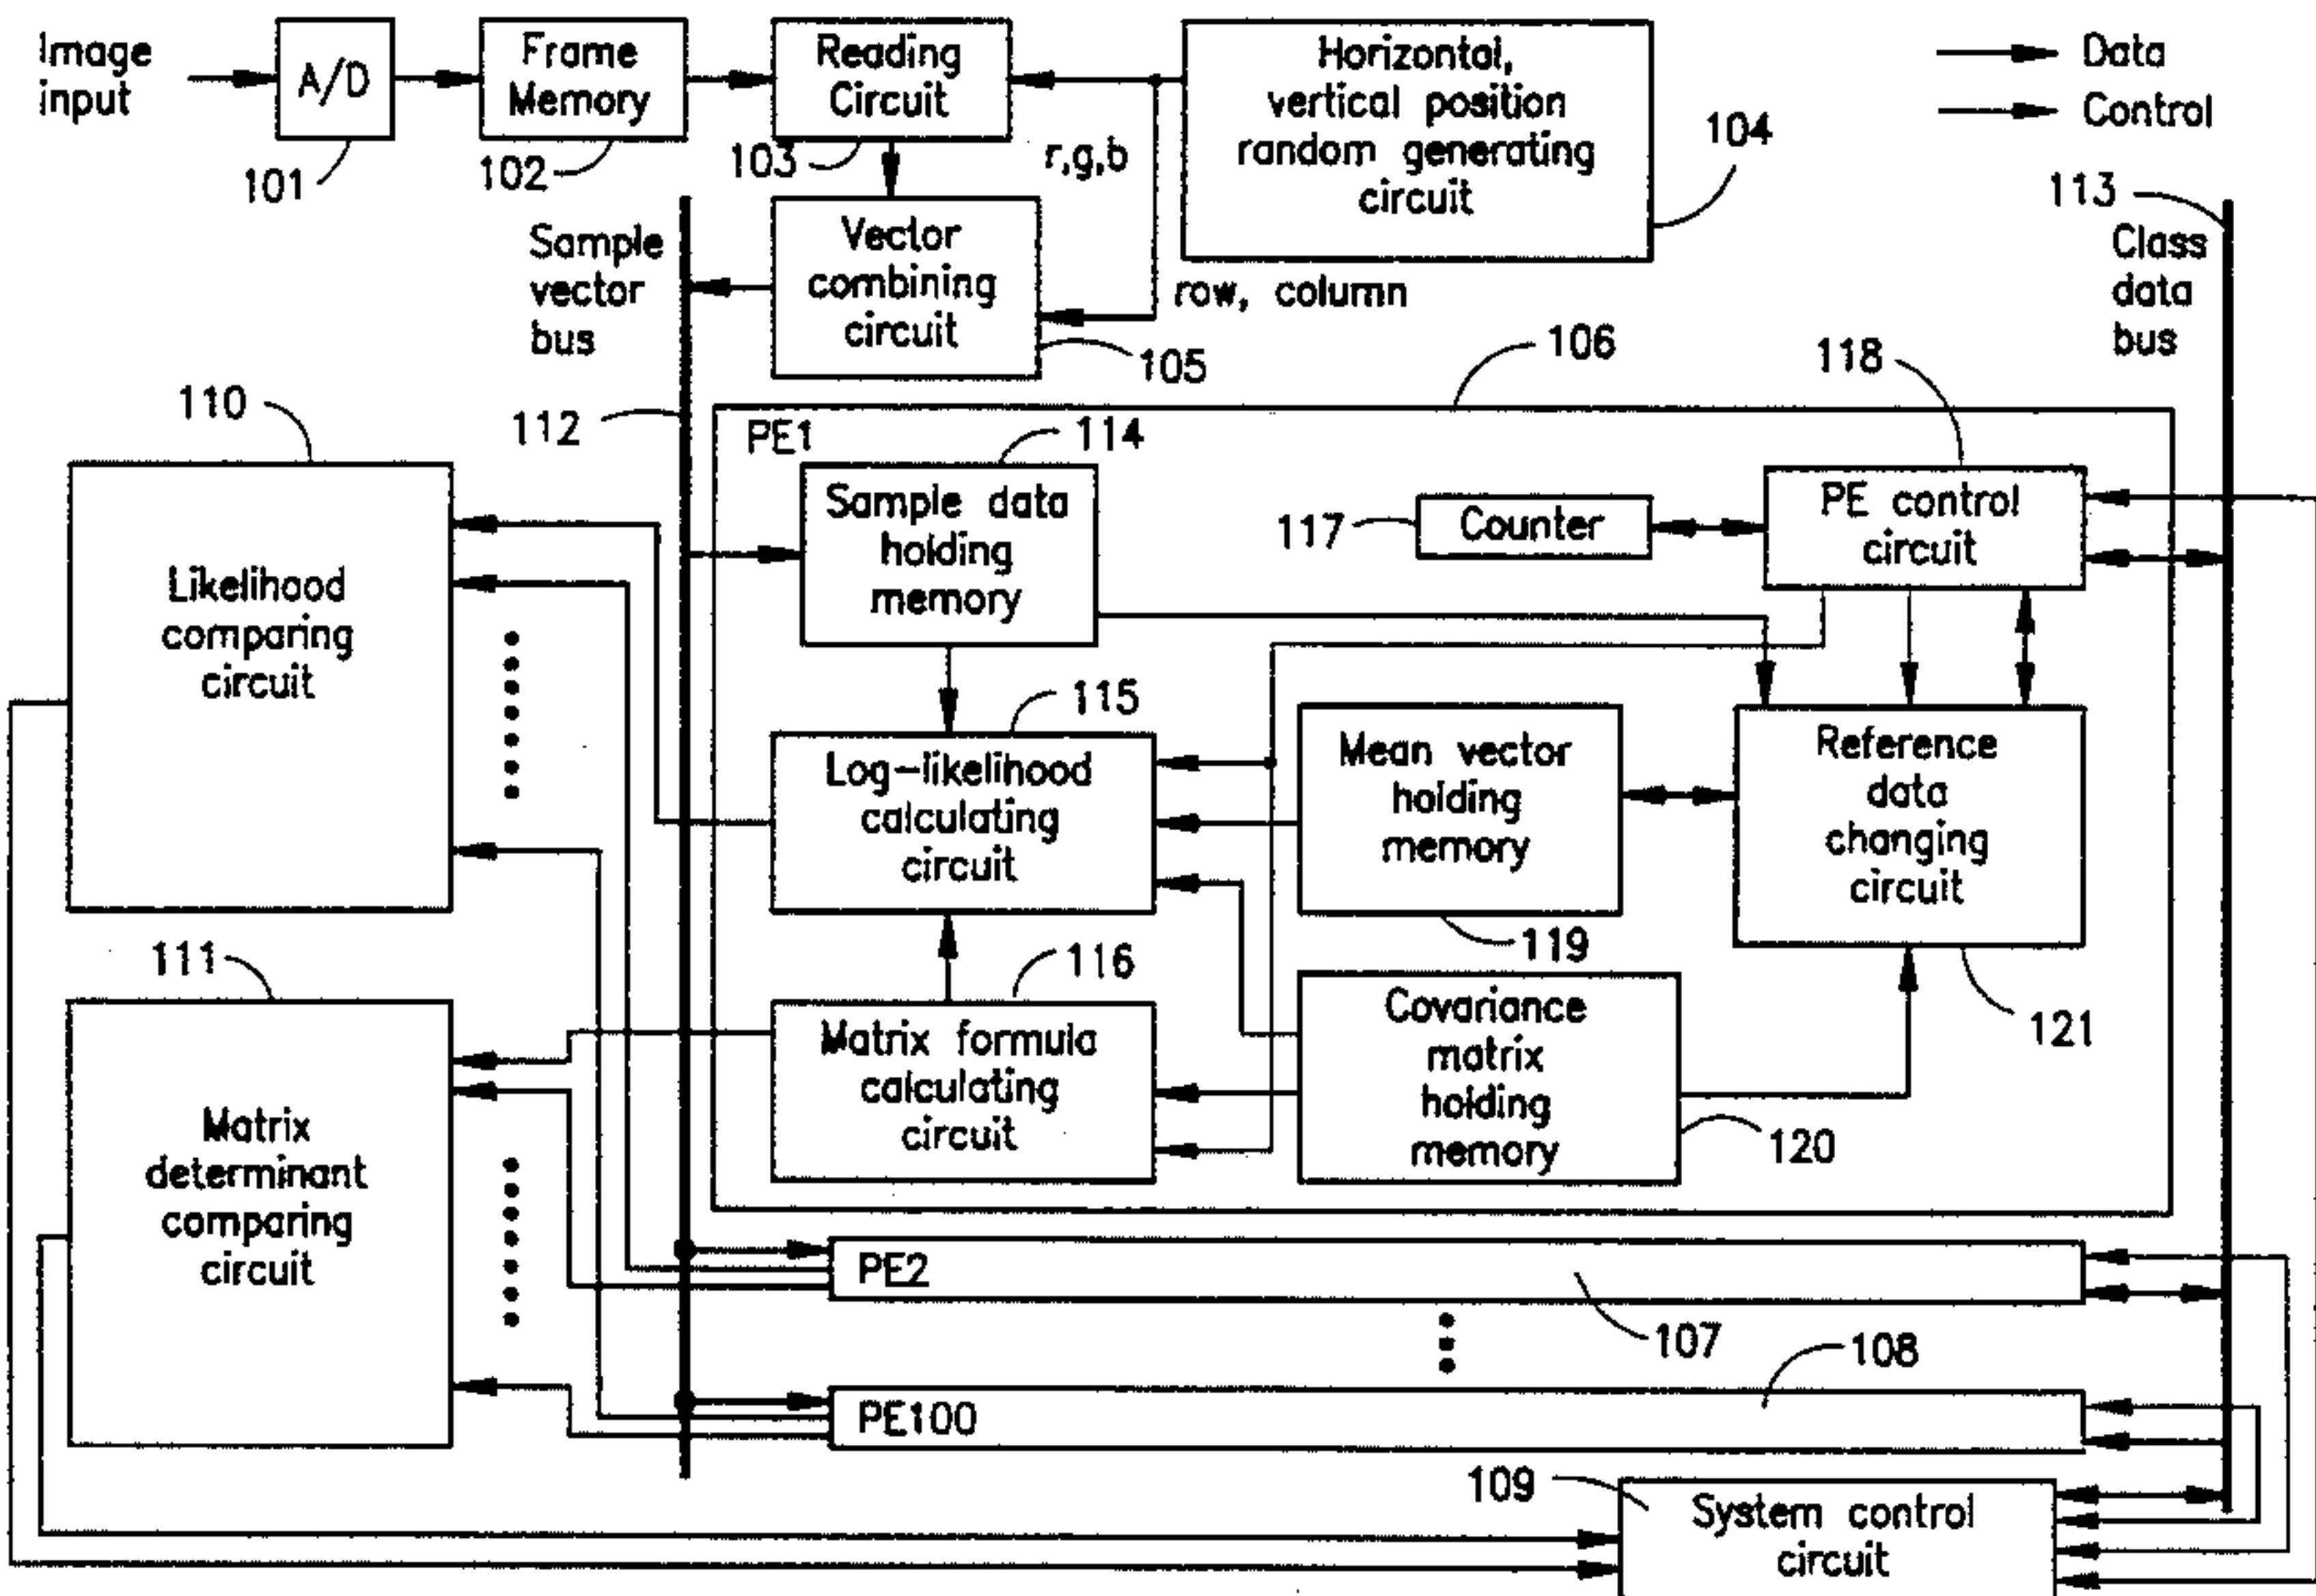 Image
input
A/D
Frame
Memory
Reading
Circuit
Horizontal,
vertical position
random generating
circuit
Data
Control
101
102
103
r,g,b
104
113
Sample
vector
bus
Vector
combining
circuit
row, column
Class
data
bus
105
106
118
110
112
PE1
114
Likelihood
comparing
circuit
Sample data
holding
memory
117
Counter
PE control
circuit
115
Log-likelihood
calculating
circuit
Mean vector
holding
memory
Reference
data
changing
circuit
119
111
116
121
Matrix
determinant
comparing
circuit
Matrix formula
calculating
circuit
Covariance
matrix
holding
memory
120
PE2
107
108
PE100
109
System control
circuit